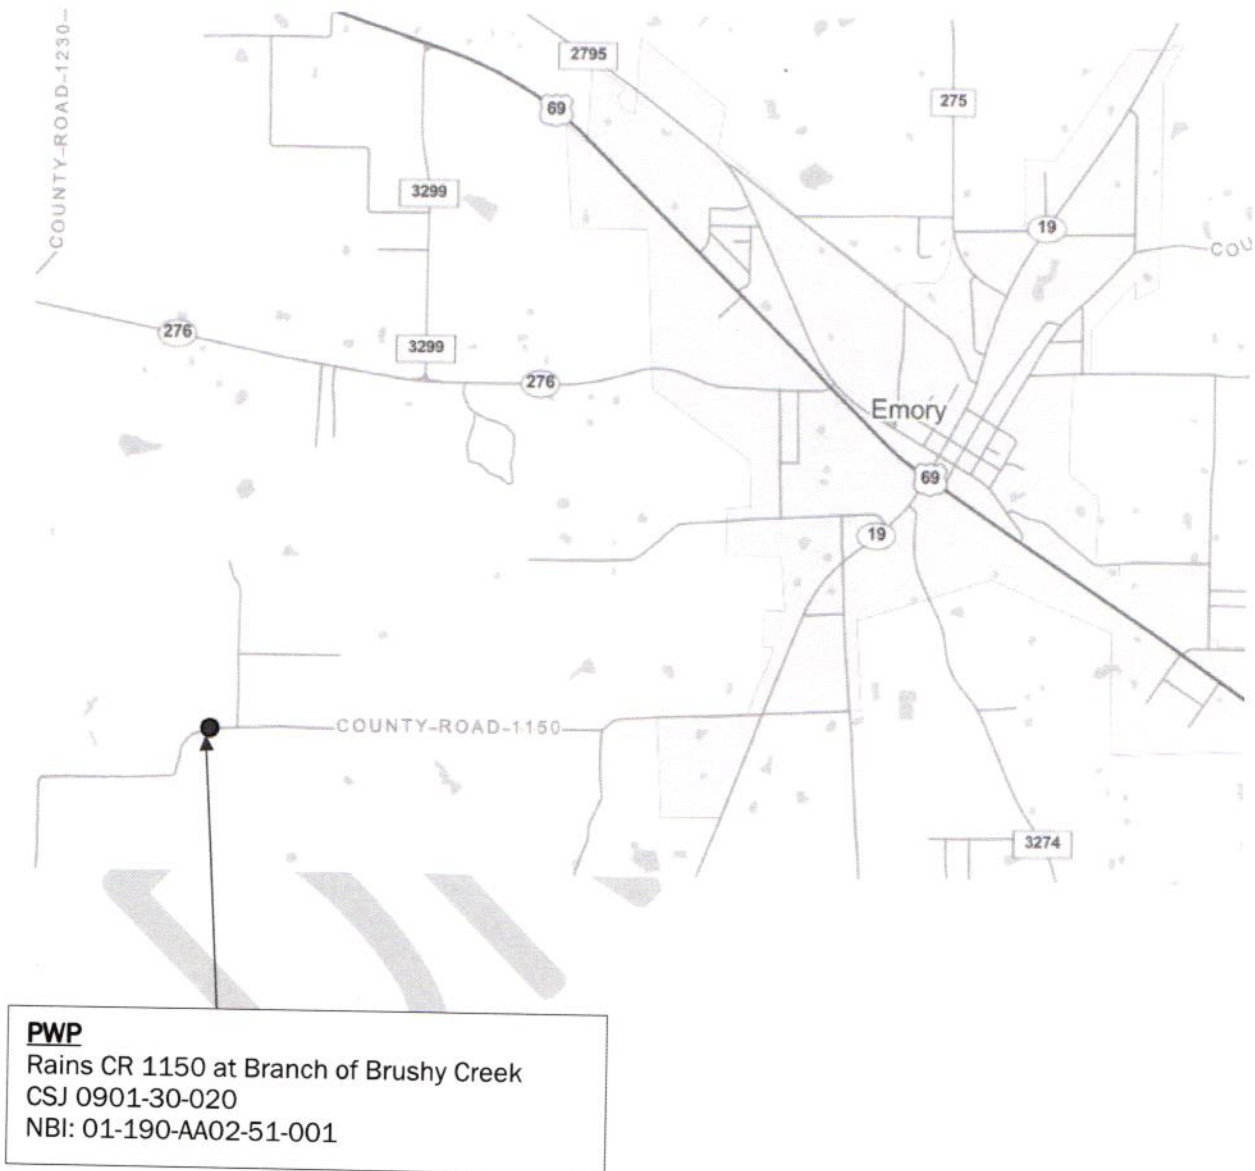 COUNTY-ROAD-1230
2795
69
275
3299
19
COU
276
3299
276
Emory
69
19
COUNTY-ROAD-1150
3274
PWP
Rains CR 1150 at Branch of Brushy Creek
CSJ 0901-30-020
NBI: 01-190-AA02-51-001